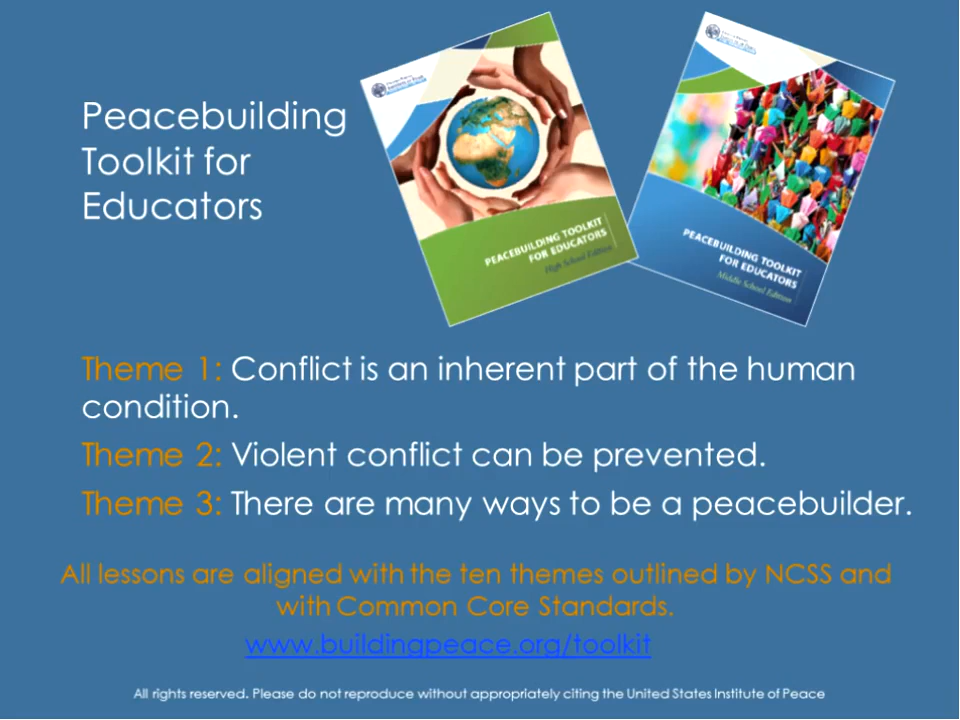 Peacebuilding
Toolkit for
Educators
PEACEBUILDING TOOLKIT
FOR EDUCATORS
High School Edition
PEACEBUILDING TOOLKIT
FOR EDUCATORS
Middle School Edition
Theme 1: Conflict is an inherent part of the human
condition.
Theme 2: Violent conflict can be prevented.
Theme 3: There are many ways to be a peacebuilder.
All lessons are aligned with the ten themes outlined by NCSS and
with Common Core Standards.
www.buildingpeace.org/toolkit
All rights reserved. Please do not reproduce without appropriately citing the United States Institute of Peace